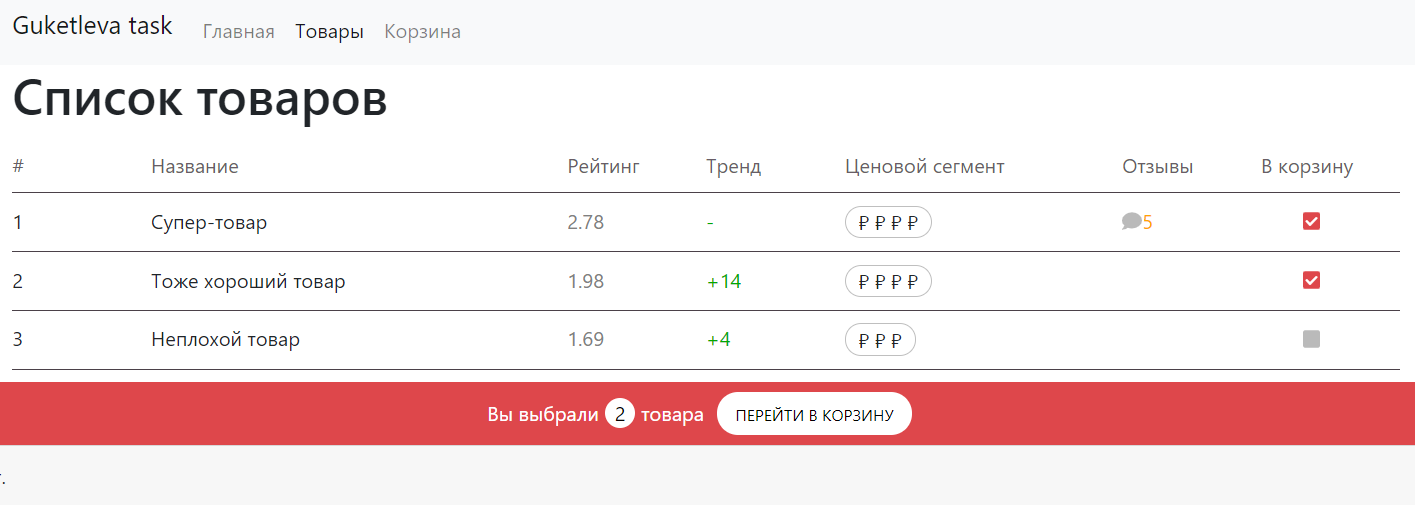 Guketleva task Главная Товары Корзина
Список товаров
# Название Рейтинг Тренд Ценовой сегмент Отзывы В корзину
1 Супер-товар 2.78 - ₽ ₽ ₽ ₽ 5
2 Тоже хороший товар 1.98 +14 ₽ ₽ ₽ ₽
3 Неплохой товар 1.69 +4 ₽ ₽ ₽
Вы выбрали 2 товара ПЕРЕЙТИ В КОРЗИНУ